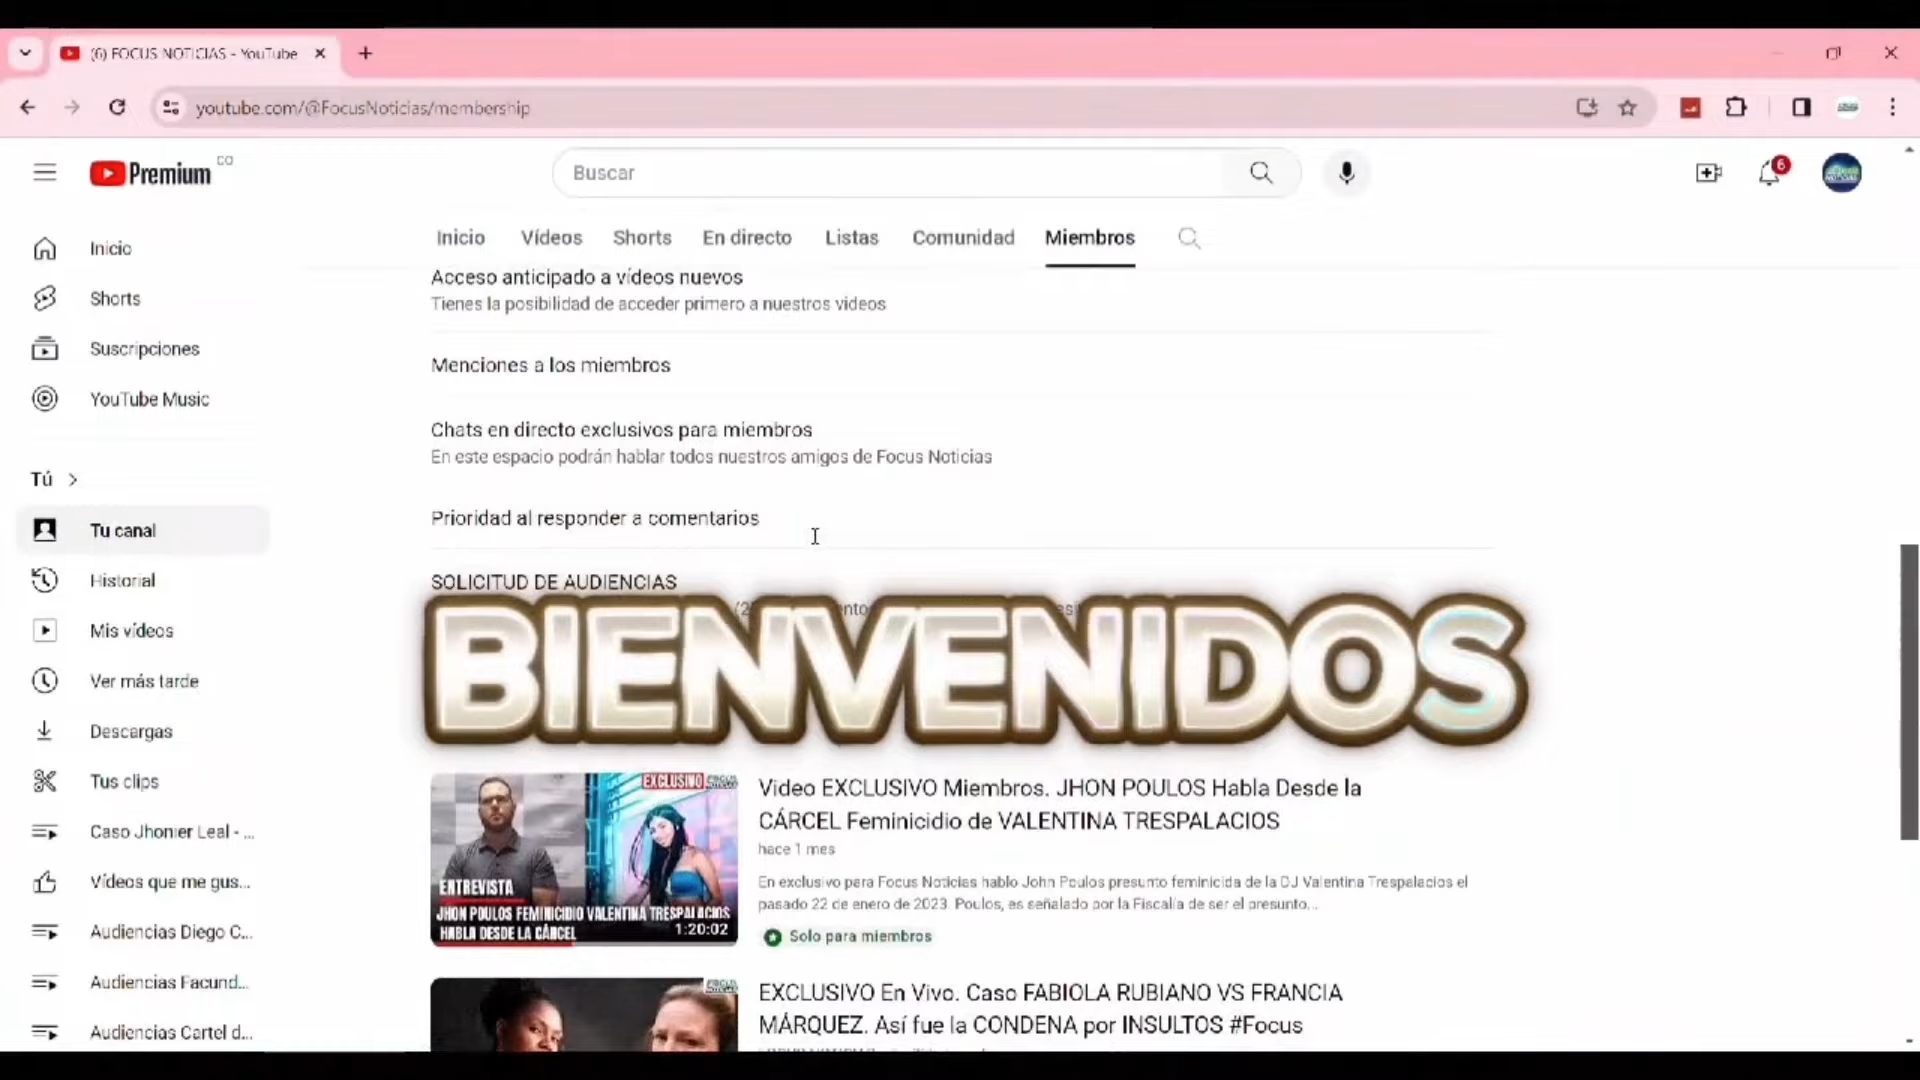 (6) FOCUS NOTICIAS - YouTube
youtube.com/@FocusNoticias/membership
Premium
CO
Buscar
6
Inicio
Vídeos
Shorts
En directo
Listas
Comunidad
Miembros
Inicio
Shorts
Suscripciones
YouTube Music
Tú
Tu canal
Historial
Mis vídeos
Ver más tarde
Descargas
Tus clips
Caso Jhonier Leal - ...
Vídeos que me gus...
Audiencias Diego C...
Audiencias Facund...
Audiencias Cartel d...
Acceso anticipado a vídeos nuevos
Tienes la posibilidad de acceder primero a nuestros videos
Menciones a los miembros
Chats en directo exclusivos para miembros
En este espacio podrán hablar todos nuestros amigos de Focus Noticias
Prioridad al responder a comentarios
SOLICITUD DE AUDIENCIAS
BIENVENIDOS
EXCLUSIVO
ENTREVISTA
JHON POULOS FEMINICIDIO VALENTINA TRESPALACIOS
HABLA DESDE LA CÁRCEL
1:20:02
Video EXCLUSIVO Miembros. JHON POULOS Habla Desde la
CÁRCEL Feminicidio de VALENTINA TRESPALACIOS
hace 1 mes
En exclusivo para Focus Noticias hablo John Poulos presunto feminicida de la DJ Valentina Trespalacios el
pasado 22 de enero de 2023. Poulos, es señalado por la Fiscalía de ser el presunto...
Solo para miembros
EXCLUSIVO En Vivo. Caso FABIOLA RUBIANO VS FRANCIA
MÁRQUEZ. Así fue la CONDENA por INSULTOS #Focus